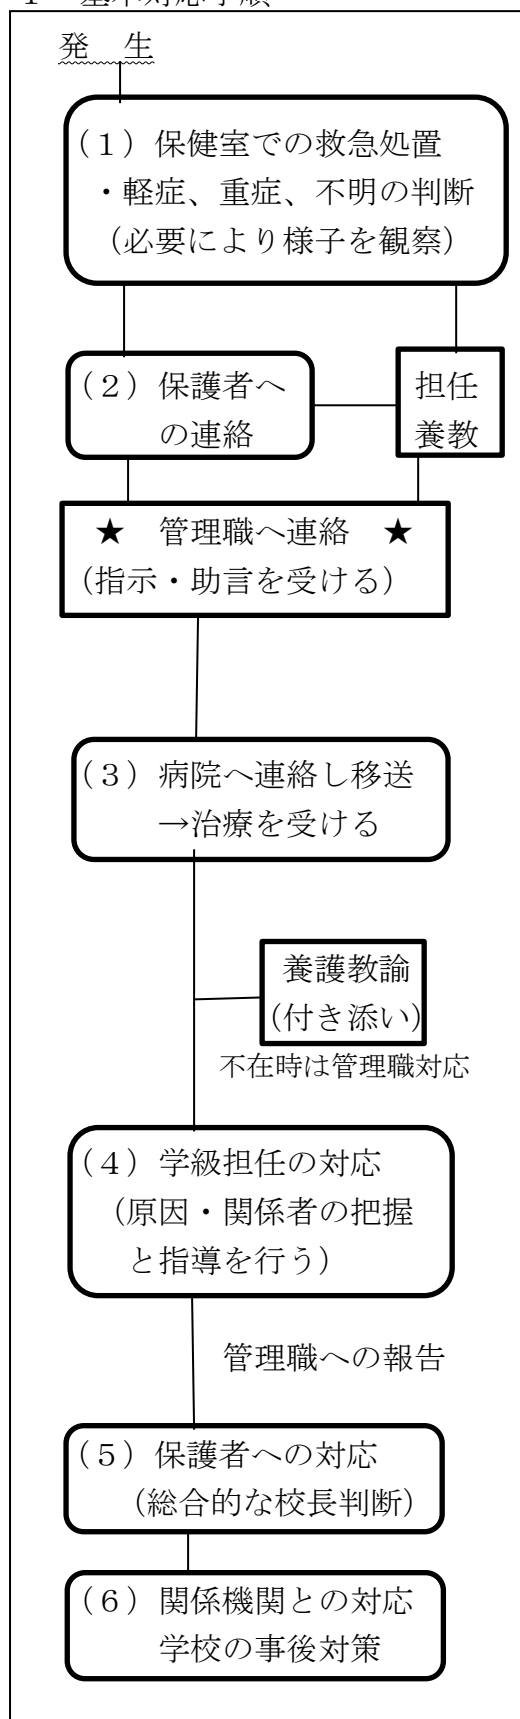 １　基本対応手順
発　生
（１）保健室での救急処置
・軽症、重症、不明の判断
（必要により様子を観察）
（２）保護者へ
の連絡
担任
養教
★　管理職へ連絡　★
(指示・助言を受ける)
（３）病院へ連絡し移送
→治療を受ける
養護教諭
(付き添い)
不在時は管理職対応
（４）学級担任の対応
（原因・関係者の把握
と指導を行う）
管理職への報告
（５）保護者への対応
（総合的な校長判断）
（６）関係機関との対応
学校の事後対策